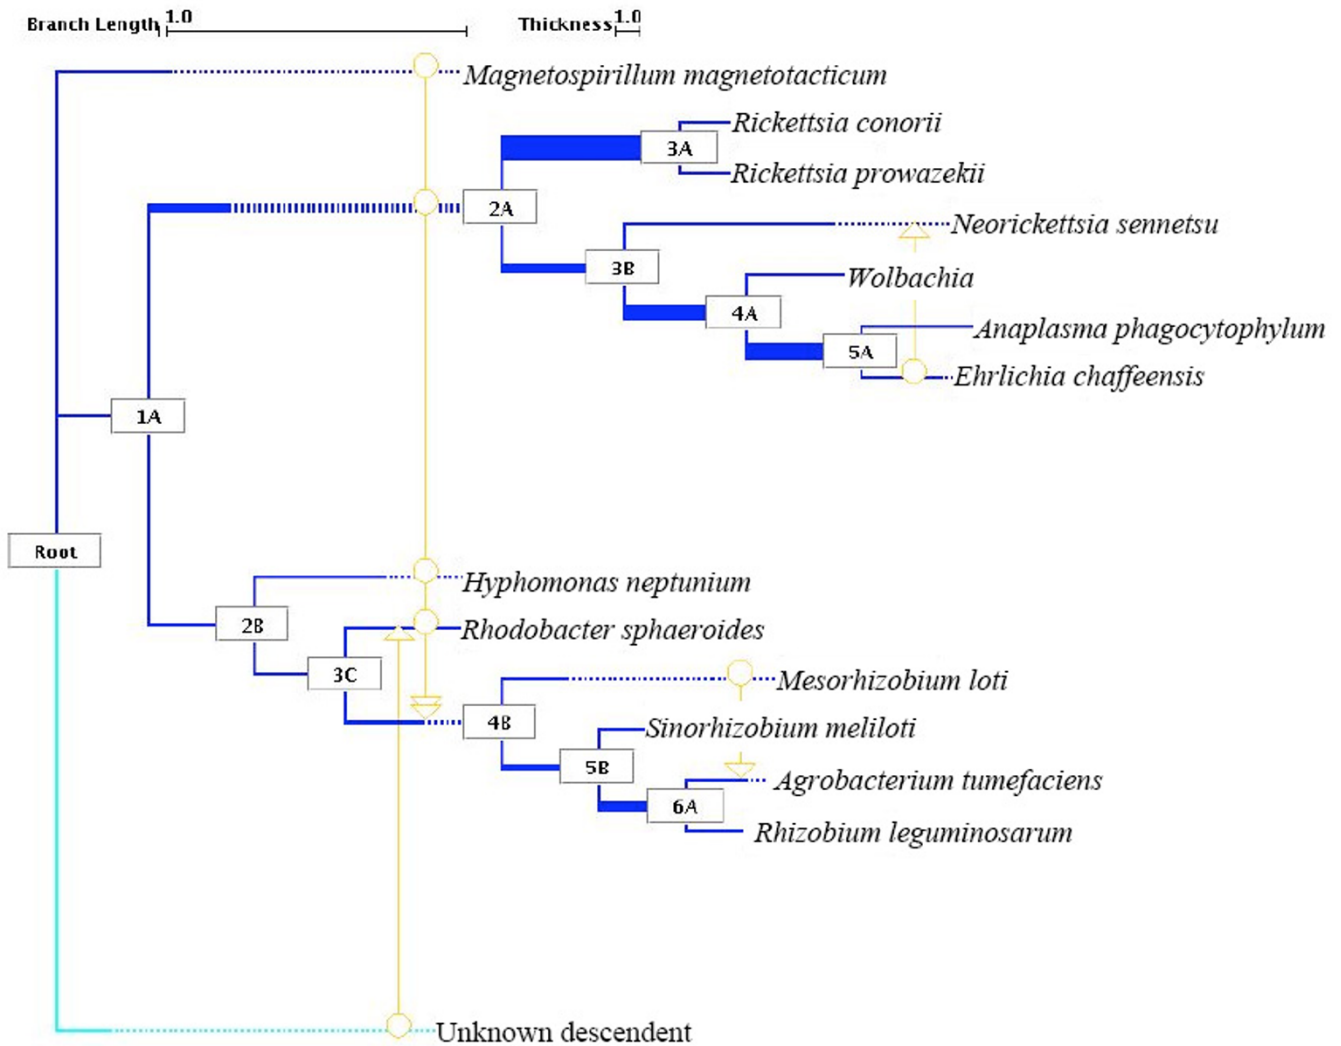 Branch Length 1.0 Thickness 1.0
Magnetospirillum magnetotacticum
Rickettsia conorii
3A
Rickettsia prowazekii
2A
Neorickettsia sennetsu
3B
Wolbachia
4A
Anaplasma phagocytophylum
5A
Ehrlichia chaffeensis
1A
Root
Hyphomonas neptunium
2B
Rhodobacter sphaeroides
3C
Mesorhizobium loti
4B
Sinorhizobium meliloti
5B
Agrobacterium tumefaciens
6A
Rhizobium leguminosarum
Unknown descendent